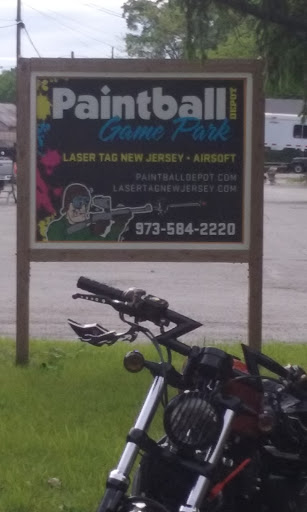 Paintball DEPOT
Game Park
LASER TAG NEW JERSEY • AIRSOFT
PAINTBALLDEPOT.COM
LASERTAGNEWJERSEY.COM
973-584-2220